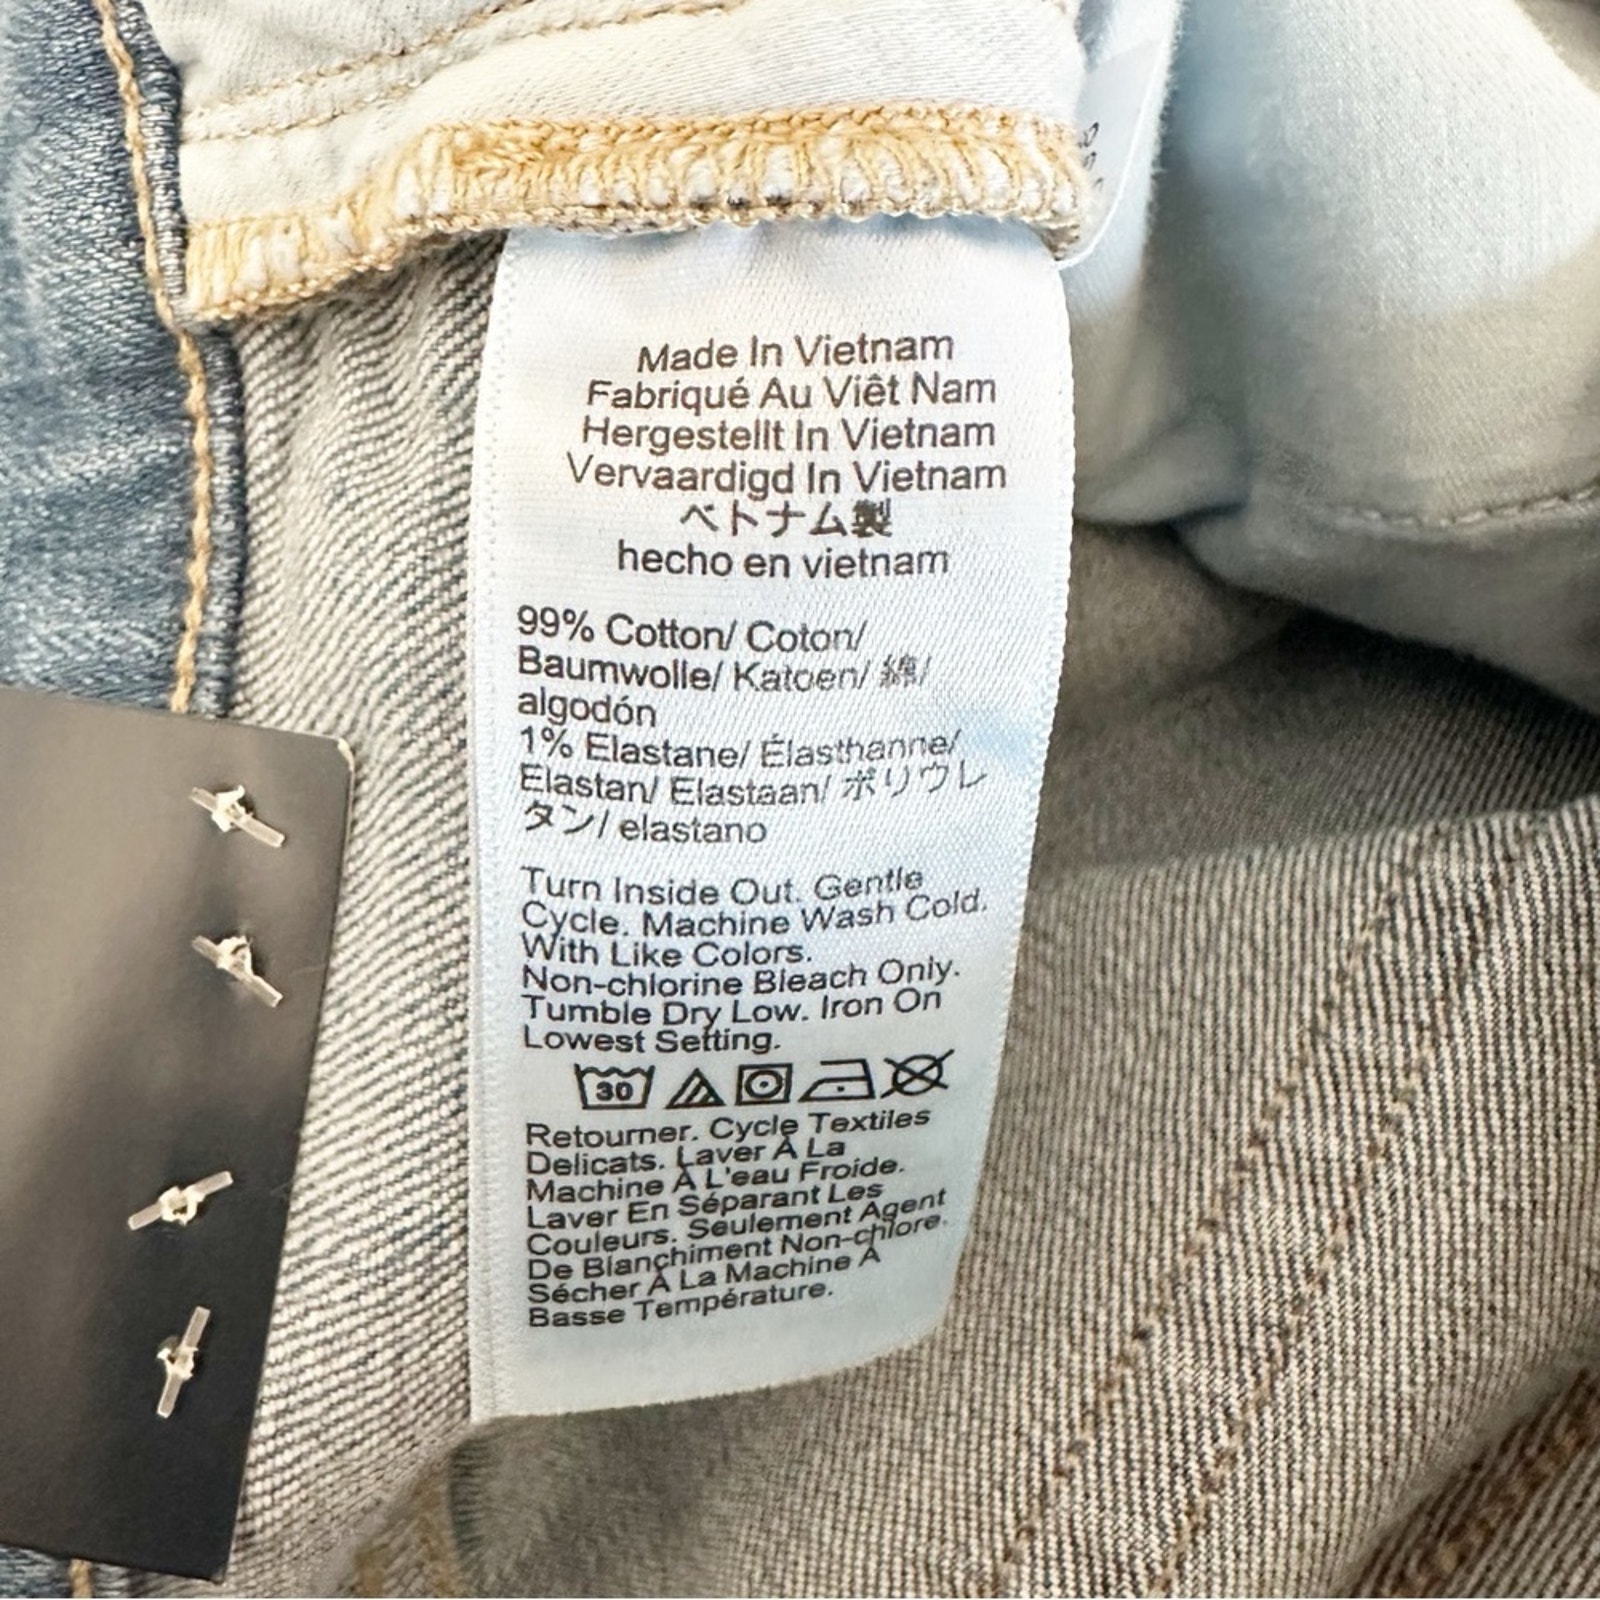 Made In Vietnam
Fabriqué Au Viêt Nam
Hergestellt In Vietnam
Vervaardigd In Vietnam
ベトナム製
hecho en vietnam
99% Cotton/ Coton/
Baumwolle/ Katoen/ 綿/
algodón
1% Elastane/ Élasthanne/
Elastan/ Elastaan/ ポリウレ
タン/ elastano
Turn Inside Out. Gentle
Cycle. Machine Wash Cold.
With Like Colors.
Non-chlorine Bleach Only.
Tumble Dry Low. Iron On
Lowest Setting.
30
Retourner. Cycle Textiles
Delicats. Laver À La
Machine À L'eau Froide.
Laver En Séparant Les
Couleurs. Seulement Agent
De Blanchiment Non-chlore.
Sécher À La Machine À
Basse Température.